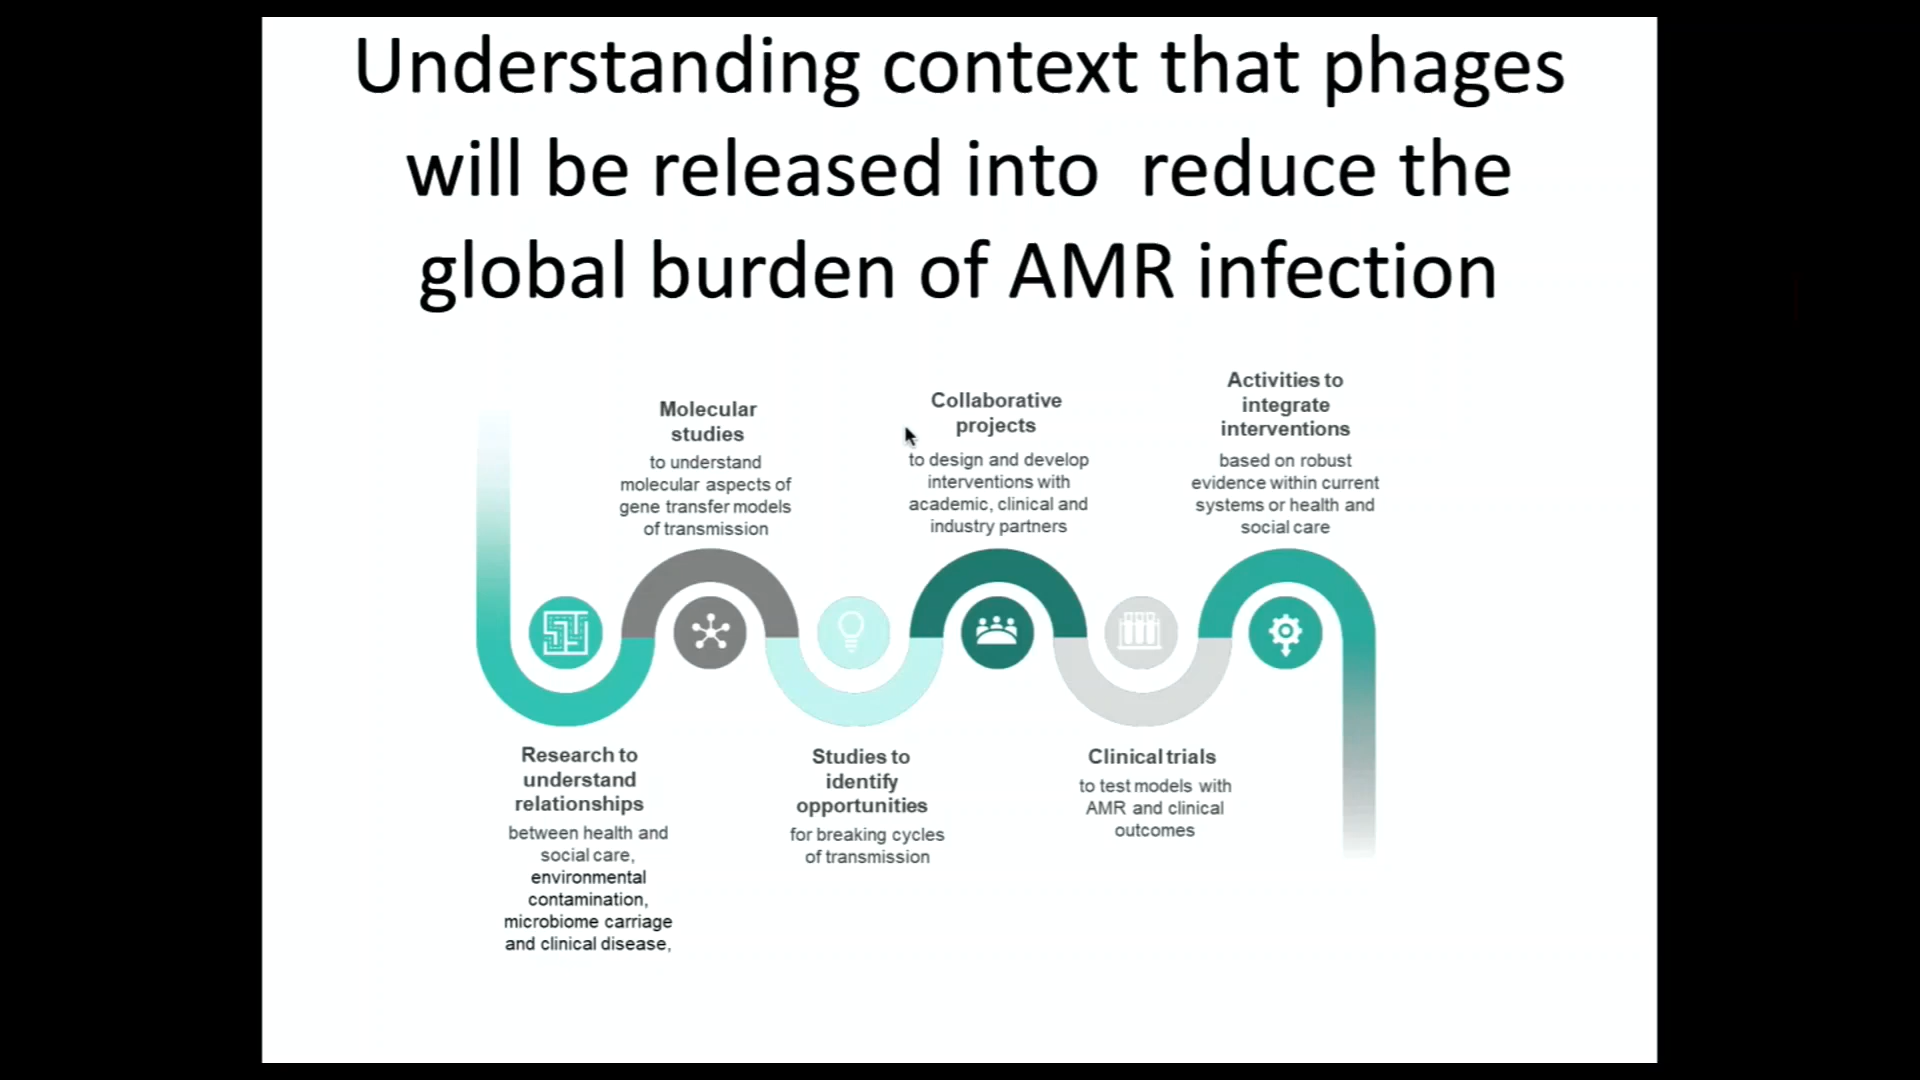 Understanding context that phages
will be released into  reduce the
global burden of AMR infection
Research to
understand
relationships
between health and
social care,
environmental
contamination,
microbiome carriage
and clinical disease,
Molecular
studies
to understand
molecular aspects of
gene transfer models
of transmission
Studies to
identify
opportunities
for breaking cycles
of transmission
Collaborative
projects
to design and develop
interventions with
academic, clinical and
industry partners
Clinical trials
to test models with
AMR and clinical
outcomes
Activities to
integrate
interventions
based on robust
evidence within current
systems or health and
social care